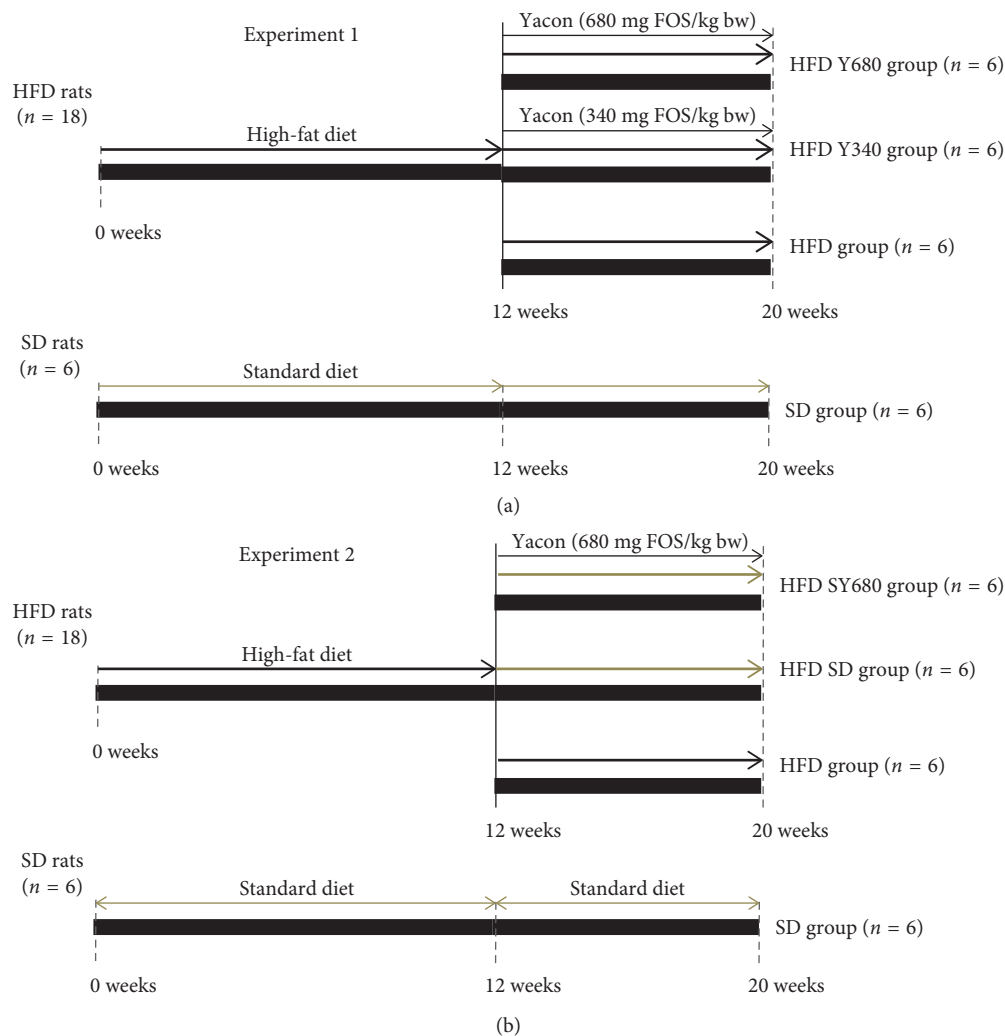 Experiment 1
Yacon (680 mg FOS/kg bw)
HFD Y680 group (n = 6)
HFD rats
(n = 18)
High-fat diet
Yacon (340 mg FOS/kg bw)
HFD Y340 group (n = 6)
0 weeks
HFD group (n = 6)
12 weeks
20 weeks
SD rats
(n = 6)
Standard diet
SD group (n = 6)
0 weeks
12 weeks
20 weeks
(a)
Experiment 2
Yacon (680 mg FOS/kg bw)
HFD SY680 group (n = 6)
HFD rats
(n = 18)
High-fat diet
HFD SD group (n = 6)
0 weeks
HFD group (n = 6)
12 weeks
20 weeks
SD rats
(n = 6)
Standard diet
Standard diet
SD group (n = 6)
0 weeks
12 weeks
20 weeks
(b)